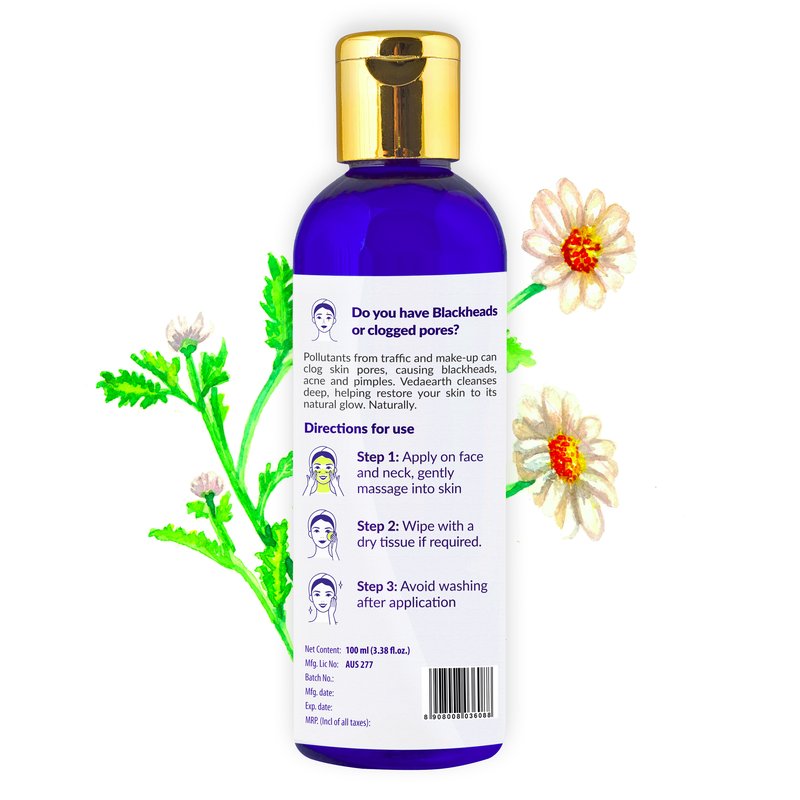 Do you have Blackheads
or clogged pores?
Pollutants from traffic and make-up can
clog skin pores, causing blackheads,
acne and pimples. Vedaearth cleanses
deep, helping restore your skin to its
natural glow. Naturally.
Directions for use
Step 1: Apply on face
and neck, gently
massage into skin
Step 2: Wipe with a
dry tissue if required.
Step 3: Avoid washing
after application
Net Content: 100 ml (3.38 fl.oz.)
Mfg. Lic No: AUS 277
Batch No.:
Mfg. date:
Exp. date:
MRP. (Incl of all taxes):
8 908008 036088